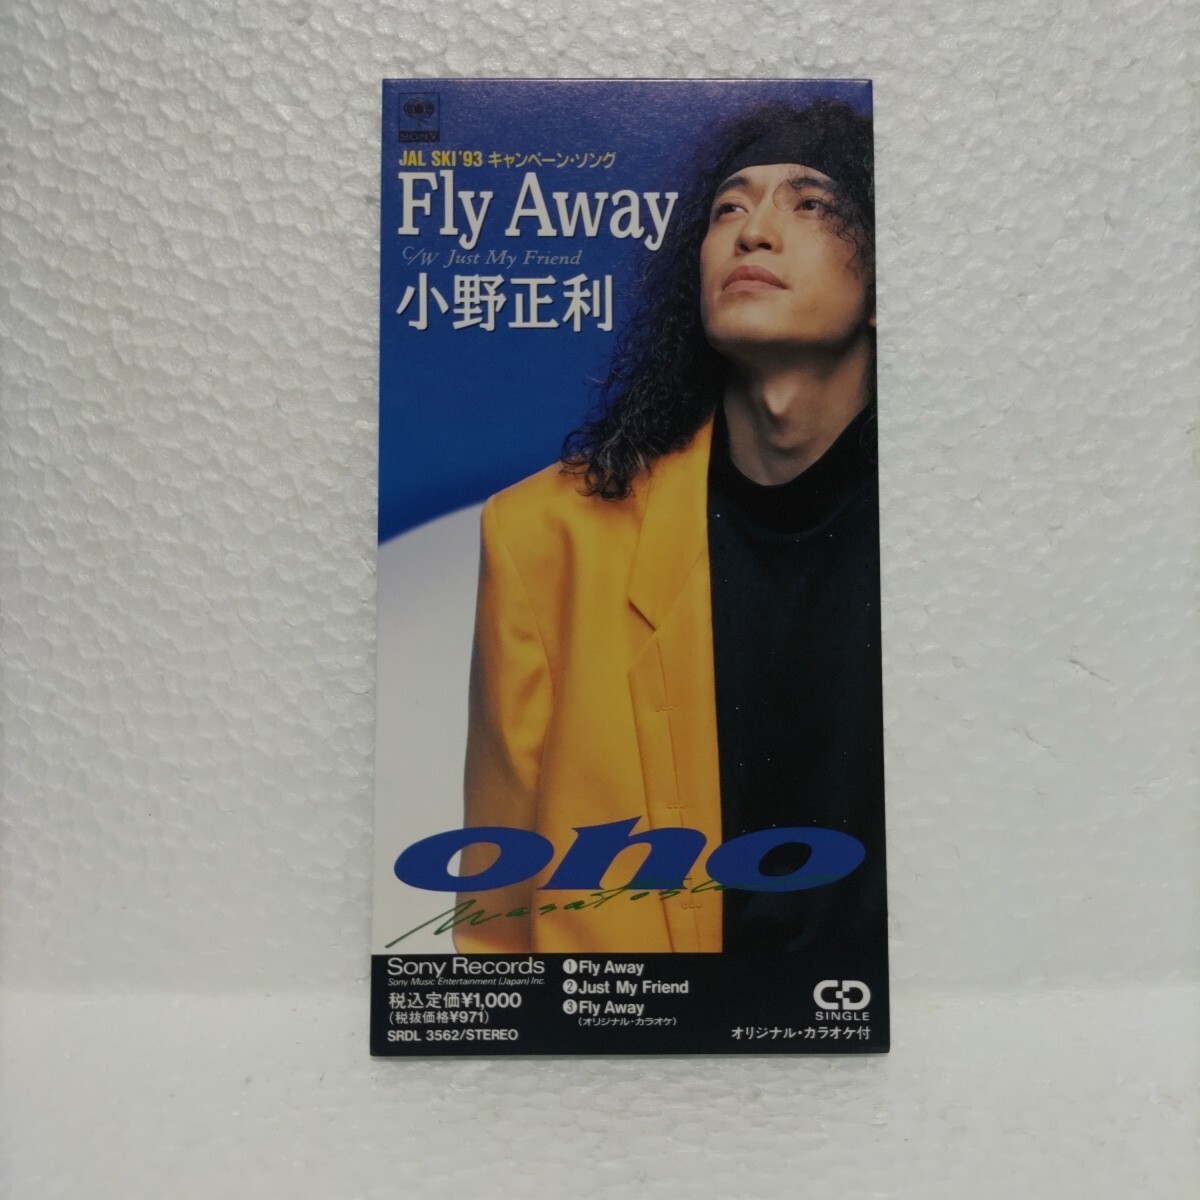 SONY
JAL SKI'93 キャンペーン・ソング
Fly Away
C/W Just My Friend
小野正利
ono
Masatoshi
Sony Records
Sony Music Entertainment (Japan) Inc.
税込定価¥1,000
(税抜価格¥971)
SRDL 3562/STEREO
❶Fly Away
❷Just My Friend
❸Fly Away
(オリジナル・カラオケ)
CD
SINGLE
オリジナル・カラオケ付